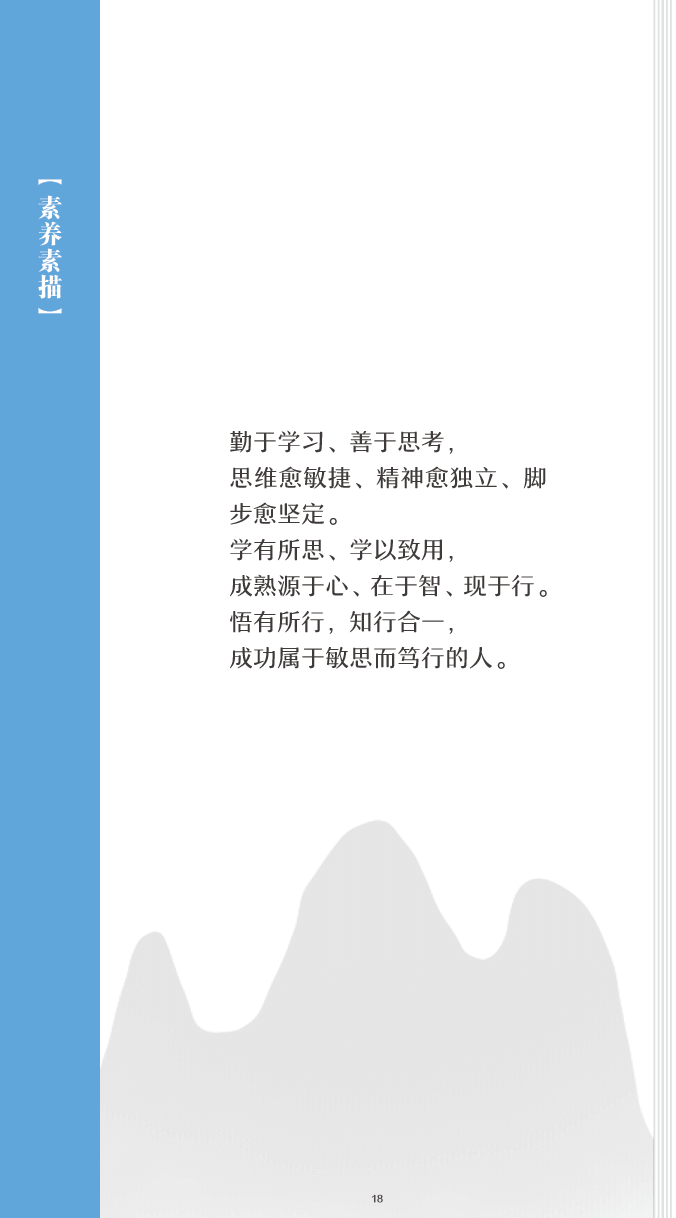 【素养素描】
勤于学习、善于思考，
思维愈敏捷、精神愈独立、脚
步愈坚定。
学有所思、学以致用，
成熟源于心、在于智、现于行。
悟有所行，知行合一，
成功属于敏思而笃行的人。
18